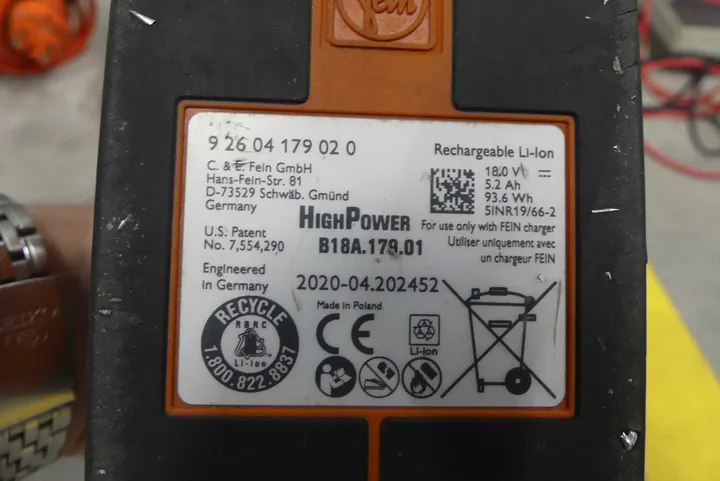 Fein
9 26 04 179 02 0
C. & E. Fein GmbH
Hans-Fein-Str. 81
D-73529 Schwäb. Gmünd
Germany
U.S. Patent
No. 7,554,290
Engineered
in Germany
HIGHPOWER
B18A.179.01
2020-04.202452
Made in Poland
CE
Li-Ion
RECYCLE
RBRC
Li-Ion
1.800.822.8837
Rechargeable Li-Ion
18.0 V
5.2 Ah
93.6 Wh
5INR19/66-2
For use only with FEIN charger
Utiliser uniquement avec
un chargeur FEIN
SEIKO